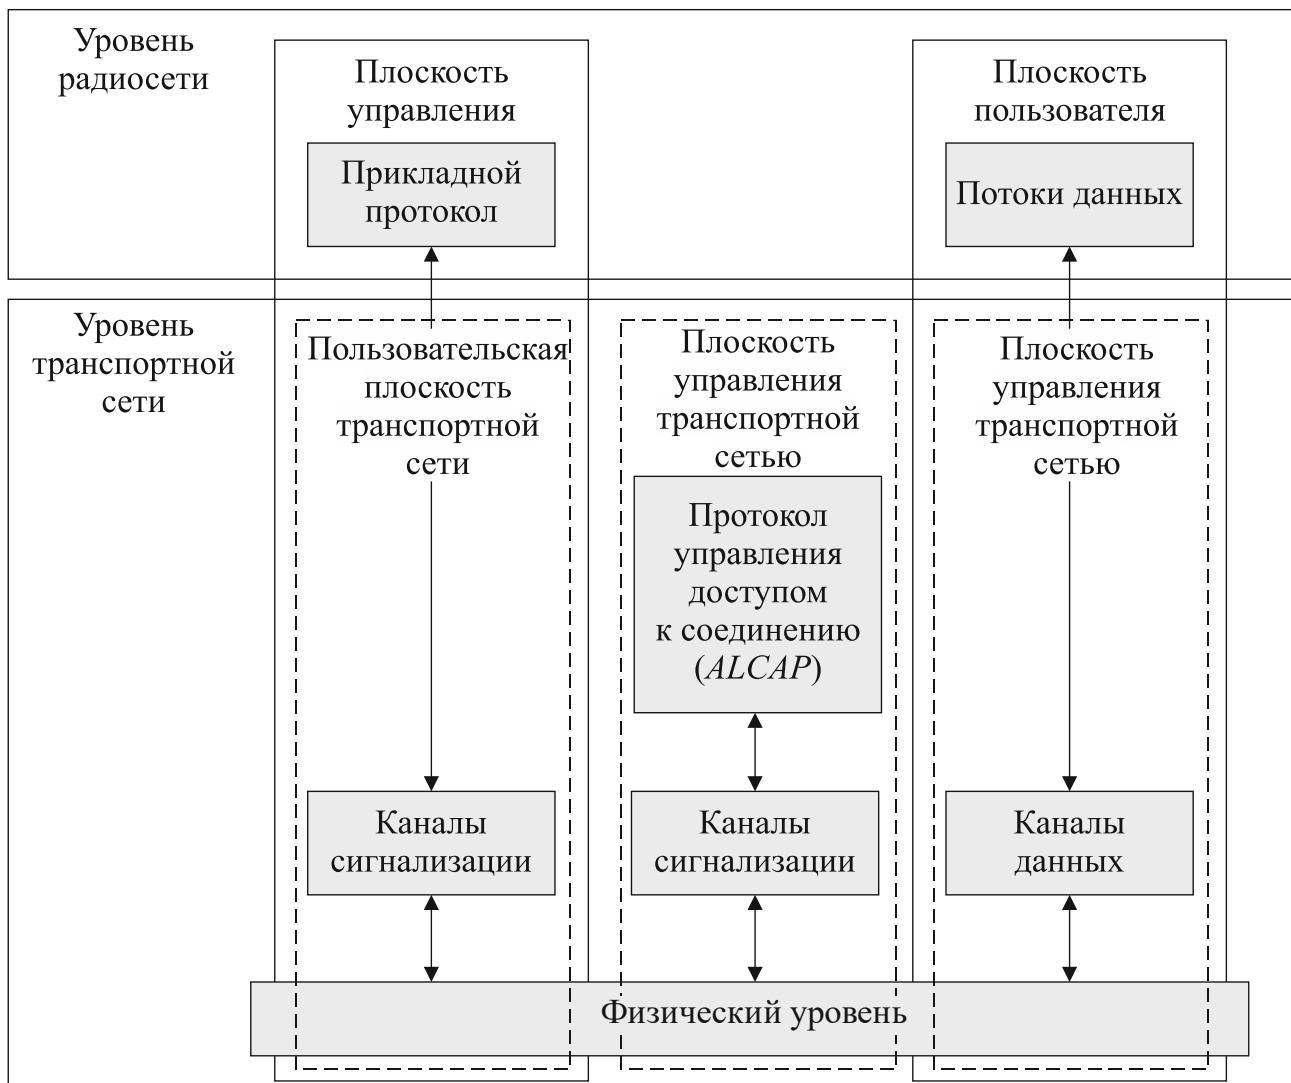 Уровень
радиосети
Плоскость
управления
Прикладной
протокол
Плоскость
пользователя
Потоки данных
Уровень
транспортной
сети
Пользовательская
плоскость
транспортной
сети
Плоскость
управления
транспортной
сетью
Протокол
управления
доступом
к соединению
(ALCAP)
Плоскость
управления
транспортной
сетью
Каналы
сигнализации
Каналы
сигнализации
Каналы
данных
Физический уровень